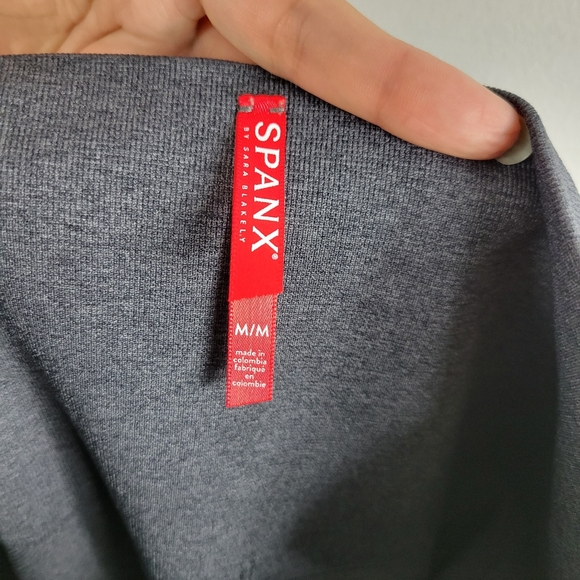 SPANX®
BY SARA BLAKELY
M/M
made in
colombia
fabriqué
en
colombie